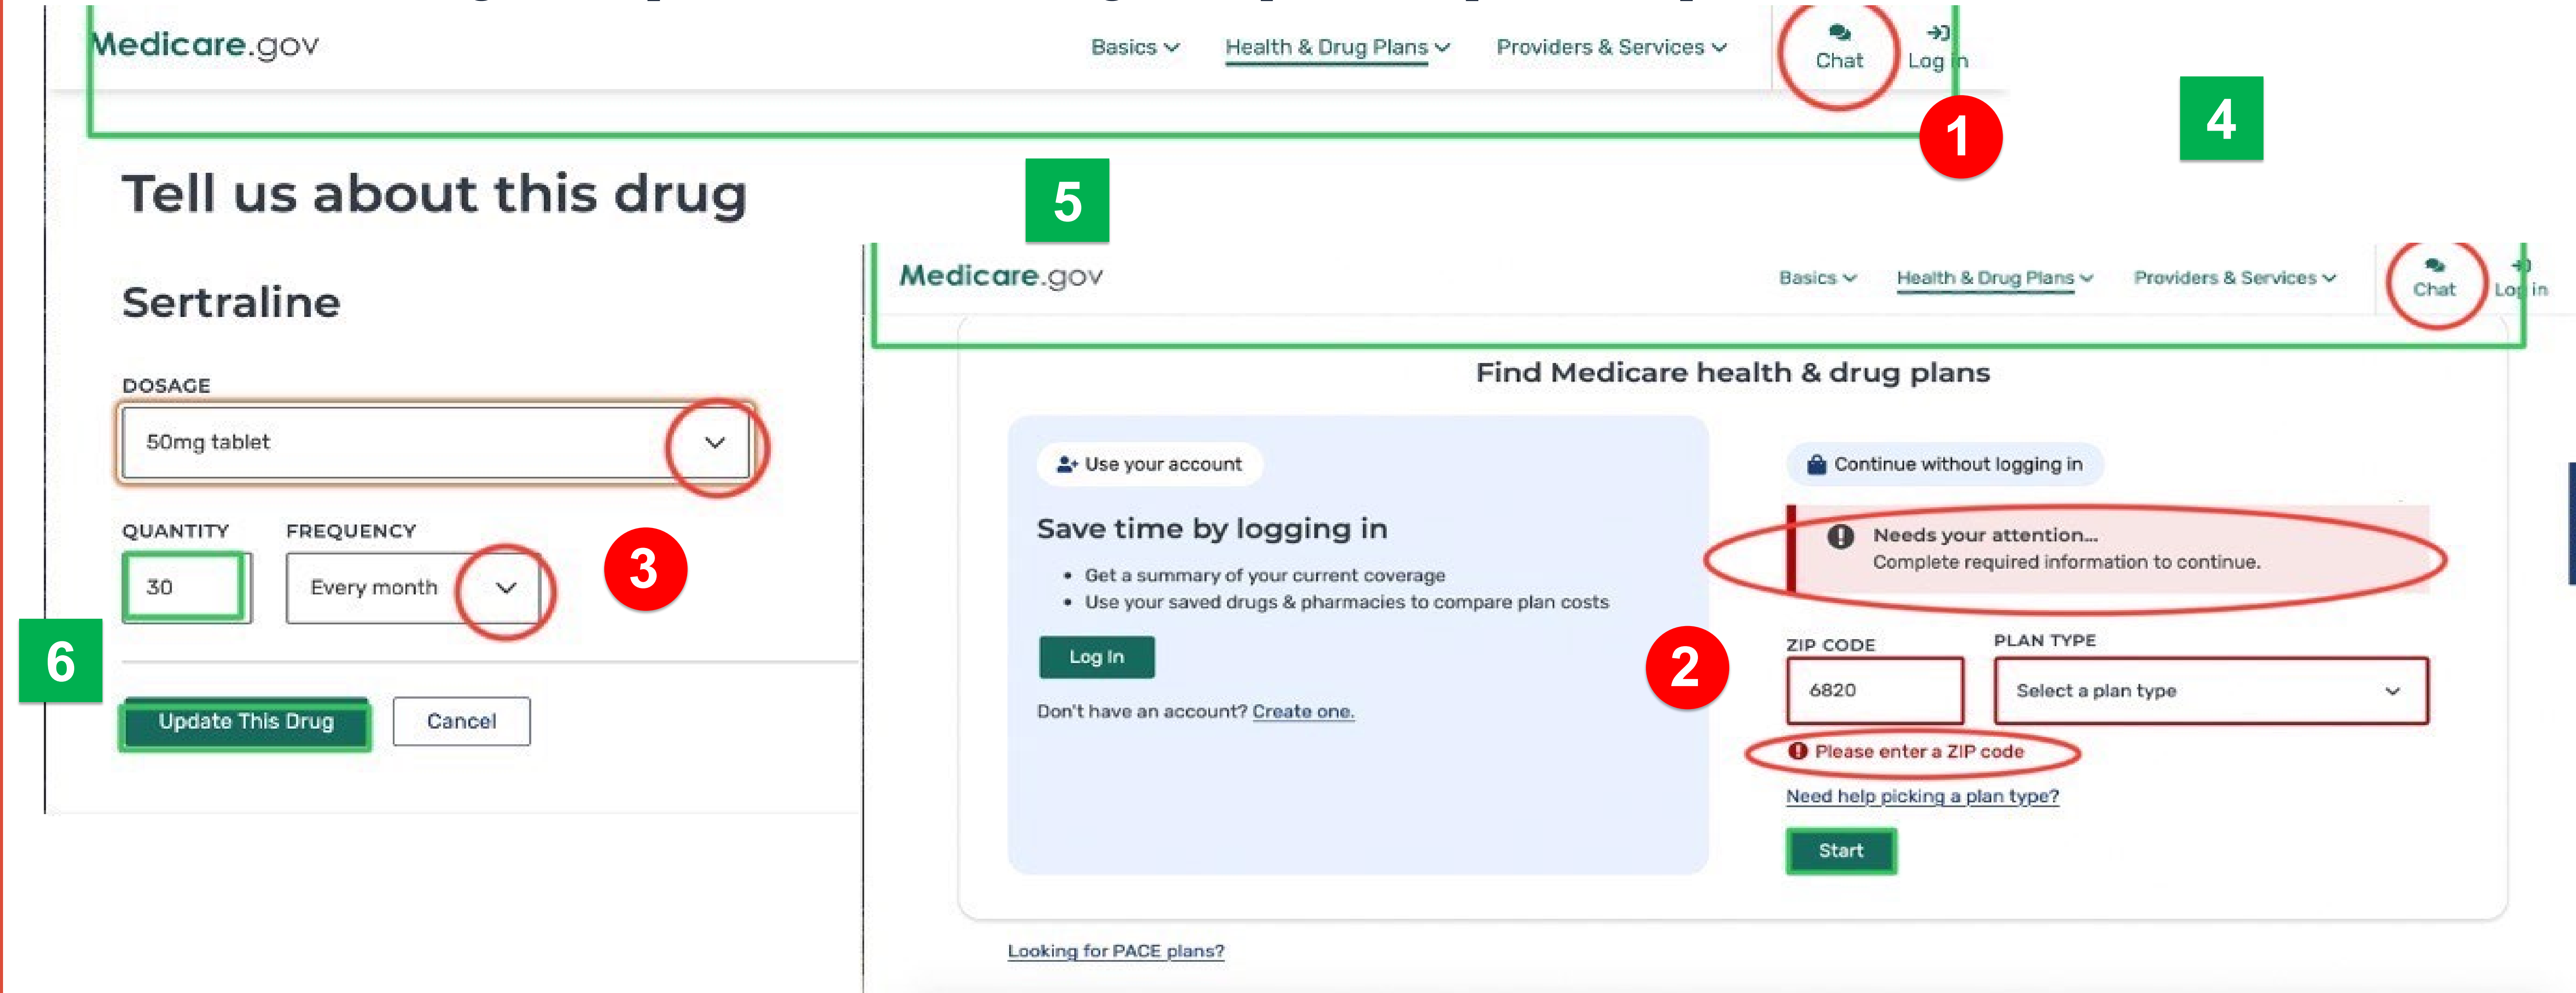 Medicare.gov
Basics
Health & Drug Plans
Providers & Services
Chat
Log in
1
4
Tell us about this drug
5
Sertraline
DOSAGE
50mg tablet
QUANTITY
FREQUENCY
30
Every month
3
6
Update This Drug
Cancel
Medicare.gov
Basics
Health & Drug Plans
Providers & Services
Chat
Log in
Find Medicare health & drug plans
Use your account
Save time by logging in
• Get a summary of your current coverage
• Use your saved drugs & pharmacies to compare plan costs
Log In
Don't have an account? Create one.
Continue without logging in
Needs your attention...
Complete required information to continue.
2
ZIP CODE
PLAN TYPE
6820
Select a plan type
Please enter a ZIP code
Need help picking a plan type?
Start
Looking for PACE plans?